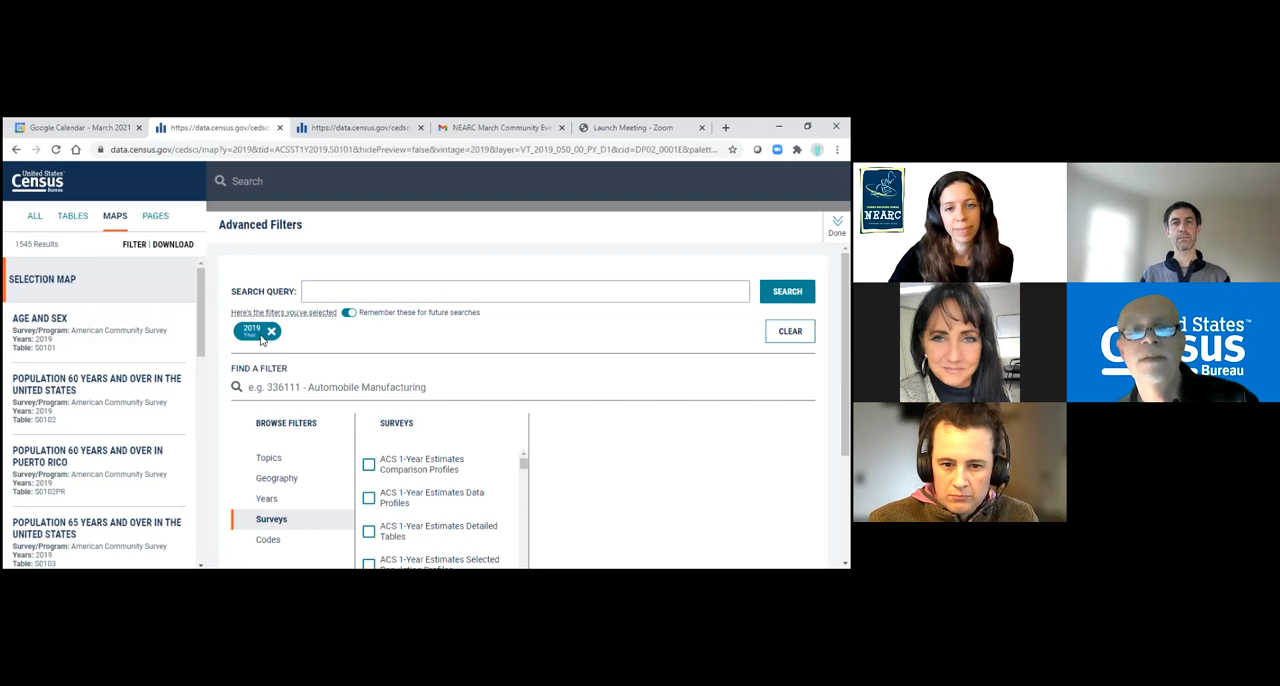 Google Calendar - March 2021
https://data.census.gov/cedsc
https://data.census.gov/cedsc
NEARC March Community Eve
Launch Meeting - Zoom
data.census.gov/cedsci/map?y=2019&tid=ACSST1Y2019.S0101&hidePreview=false&vintage=2019&layer=VT_2019_050_00_PY_D1&cid=DP02_0001E&palett...
United States®
Census
Bureau
Search
ALL
TABLES
MAPS
PAGES
1545 Results
FILTER | DOWNLOAD
SELECTION MAP
AGE AND SEX
Survey/Program: American Community Survey
Years: 2019
Table: S0101
POPULATION 60 YEARS AND OVER IN THE
UNITED STATES
Survey/Program: American Community Survey
Years: 2019
Table: S0102
POPULATION 60 YEARS AND OVER IN
PUERTO RICO
Survey/Program: American Community Survey
Years: 2019
Table: S0102PR
POPULATION 65 YEARS AND OVER IN THE
UNITED STATES
Survey/Program: American Community Survey
Years: 2019
Table: S0103
Advanced Filters
Done
SEARCH QUERY:
SEARCH
Here's the filters you've selected
Remember these for future searches
2019
Year
CLEAR
FIND A FILTER
e.g. 336111 - Automobile Manufacturing
BROWSE FILTERS
Topics
Geography
Years
Surveys
Codes
SURVEYS
ACS 1-Year Estimates
Comparison Profiles
ACS 1-Year Estimates Data
Profiles
ACS 1-Year Estimates Detailed
Tables
ACS 1-Year Estimates Selected
NEARC
d States™
C sus
Bureau